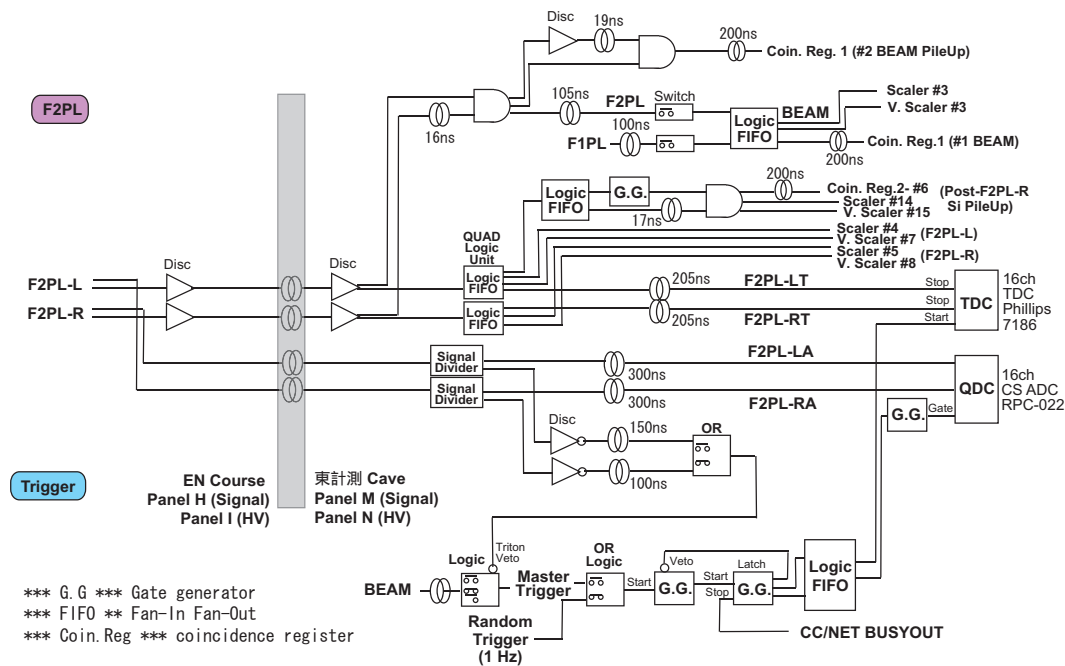 Disc
19ns
200ns
Coin. Reg. 1 (#2 BEAM PileUp)
F2PL
16ns
105ns
F2PL
Switch
BEAM
Scaler #3
V. Scaler #3
100ns
F1PL
Logic
FIFO
Coin. Reg.1 (#1 BEAM)
200ns
Logic
FIFO
G.G.
17ns
200ns
Coin. Reg.2- #6
Scaler #14
V. Scaler #15
(Post-F2PL-R
Si PileUp)
QUAD
Logic
Unit
Scaler #4
V. Scaler #7
(F2PL-L)
Scaler #5
V. Scaler #8
(F2PL-R)
F2PL-L
F2PL-R
Disc
Disc
Logic
FIFO
Logic
FIFO
205ns
F2PL-LT
205ns
F2PL-RT
Stop
Stop
Start
TDC
16ch
TDC
Phillips
7186
Signal
Divider
Signal
Divider
300ns
F2PL-LA
300ns
F2PL-RA
QDC
16ch
CS ADC
RPC-022
G.G.
Gate
Disc
150ns
100ns
OR
Trigger
EN Course
Panel H (Signal)
Panel I (HV)
東計測 Cave
Panel M (Signal)
Panel N (HV)
Triton
Veto
Logic
BEAM
Master
Trigger
OR
Logic
Random
Trigger
(1 Hz)
Start
Veto
G.G.
Start
Stop
Latch
G.G.
Logic
FIFO
CC/NET BUSYOUT
*** G.G *** Gate generator
*** FIFO ** Fan-In Fan-Out
*** Coin.Reg *** coincidence register